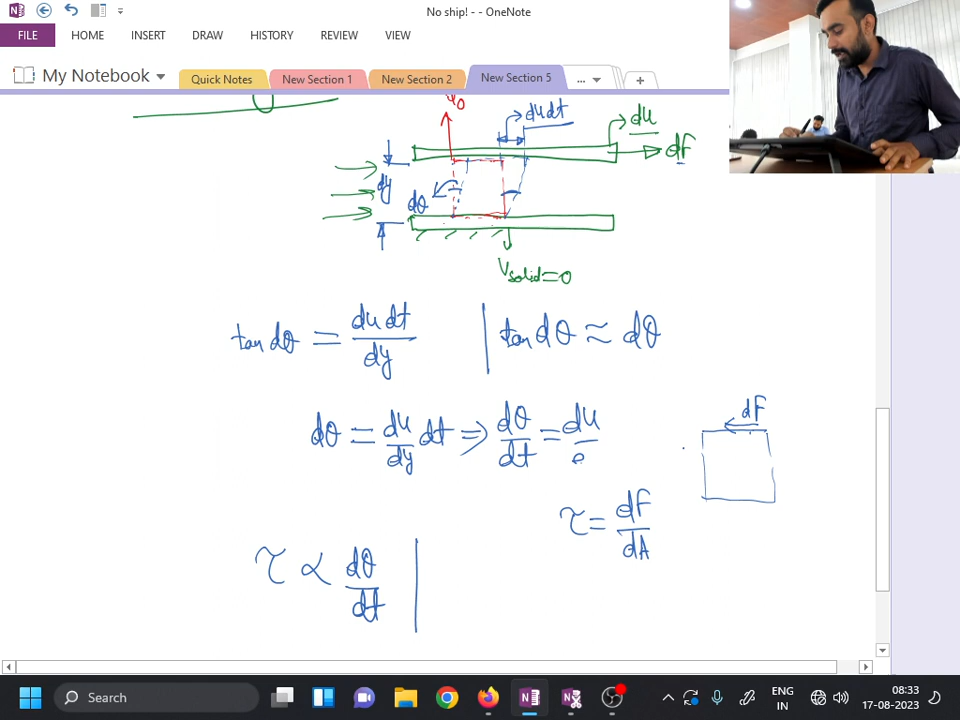 No ship! - - OneNote
FILE HOME INSERT DRAW HISTORY REVIEW VIEW
My Notebook Quick Notes New Section 1 New Section 2 New Section 5 ... +
du dt
du
dF
dy
dθ
V solid = 0
tan dθ = du dt / dy | tan dθ ≈ dθ
dF
dθ = du/dy dt ⇒ dθ/dt = du/
τ = dF/dA
τ ∝ dθ/dt |
Search
ENG
IN
08:33
17-08-2023